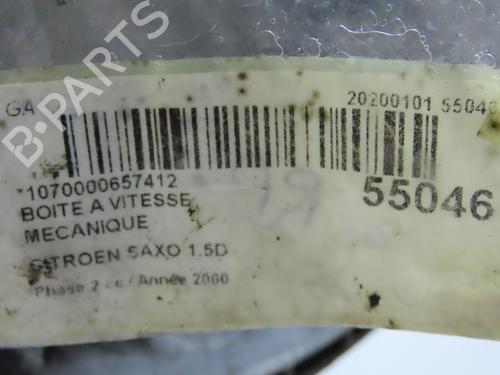 GA 20200101 55046
*1070000657412
55046
BOITE A VITESSE
MECANIQUE
CITROEN SAXO 1.5D
Phase 2 - c / Année 2000
B-PARTS